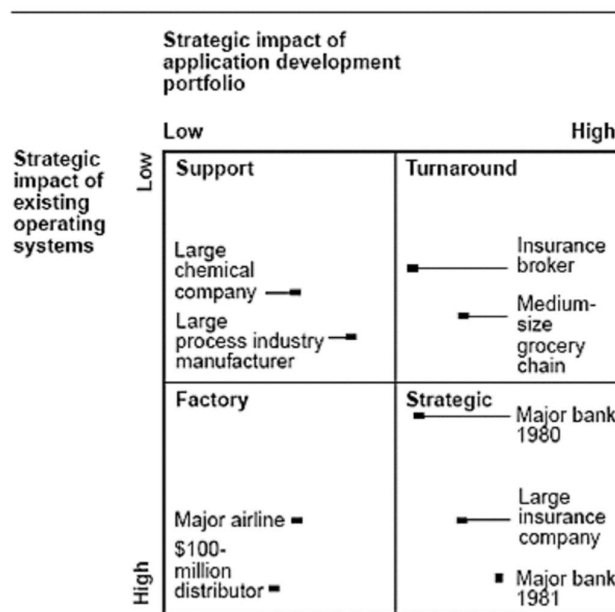 Strategic impact of
application development
portfolio
Low
High
Strategic
impact of
existing
operating
systems
Low
Support
Large
chemical
company
Large
process industry
manufacturer
Turnaround
Insurance
broker
Medium-
size
grocery
chain
Factory
Major airline
$100-
million
distributor
High
Strategic
Major bank
1980
Large
insurance
company
Major bank
1981